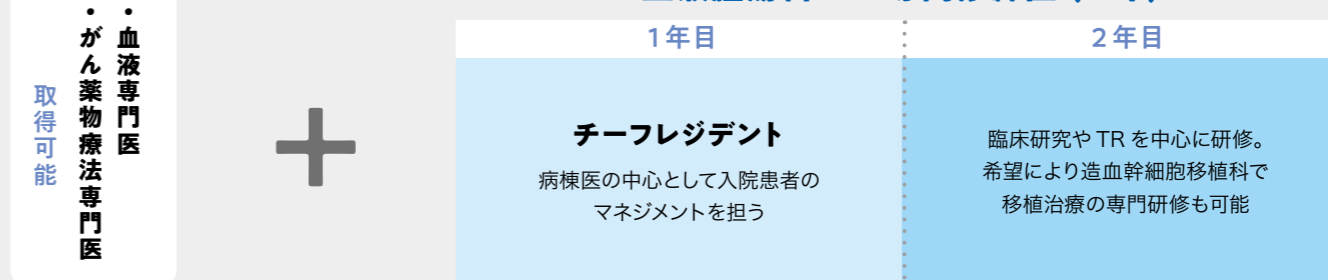 ・血液専門医
・がん薬物療法専門医
取得可能
1年目
2年目
チーフレジデント
病棟医の中心として入院患者の
マネジメントを担う
臨床研究や TR を中心に研修。
希望により造血幹細胞移植科で
移植治療の専門研修も可能